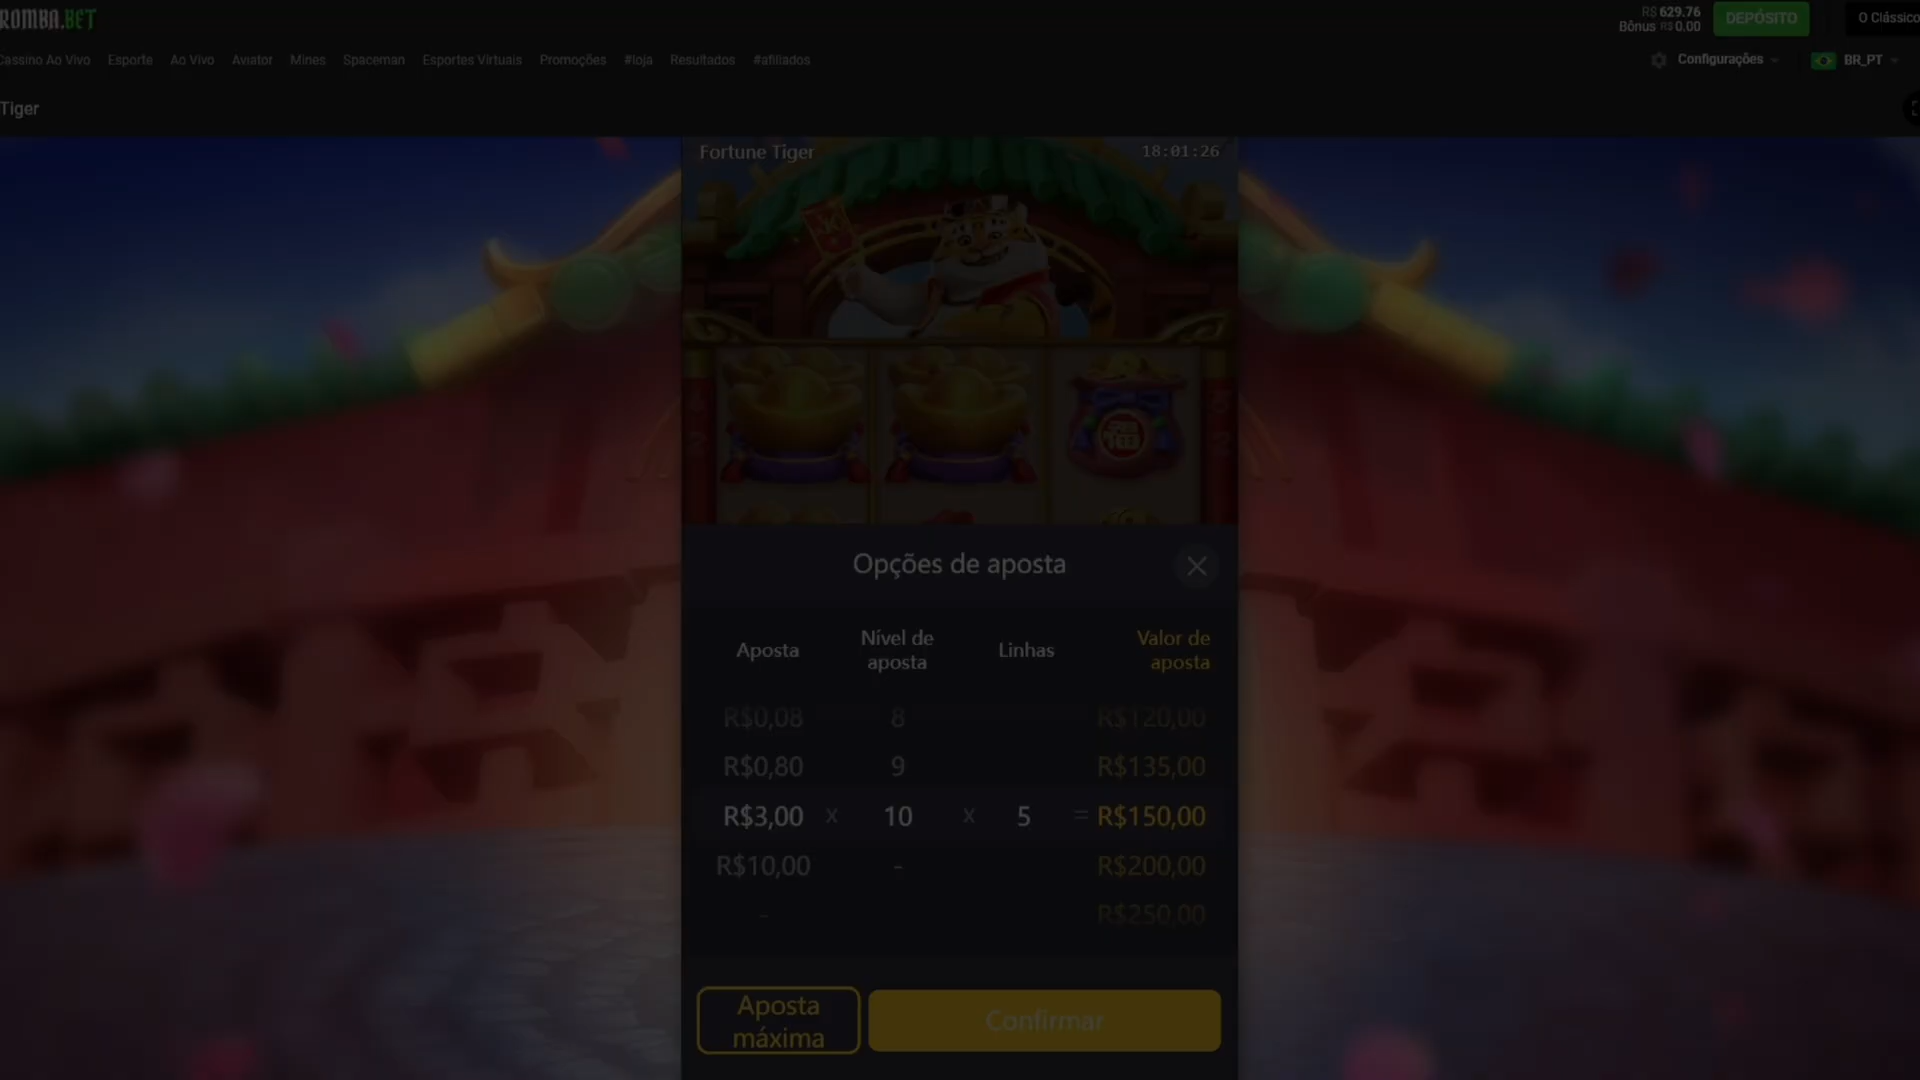 ROMBA.BET
R$ 629.76
Bônus R$ 0.00
DEPÓSITO
O Clássico
Cassino Ao Vivo Esporte Ao Vivo Aviator Mines Spaceman Esportes Virtuais Promoções #loja Resultados #afiliados
Configurações
BR_PT
Tiger
Fortune Tiger
18:01:26
Opções de aposta
Aposta
Nível de
aposta
Linhas
Valor de
aposta
R$0,08 8 R$120,00
R$0,80 9 R$135,00
R$3,00 x 10 x 5 = R$150,00
R$10,00 - R$200,00
- R$250,00
Aposta
máxima
Confirmar